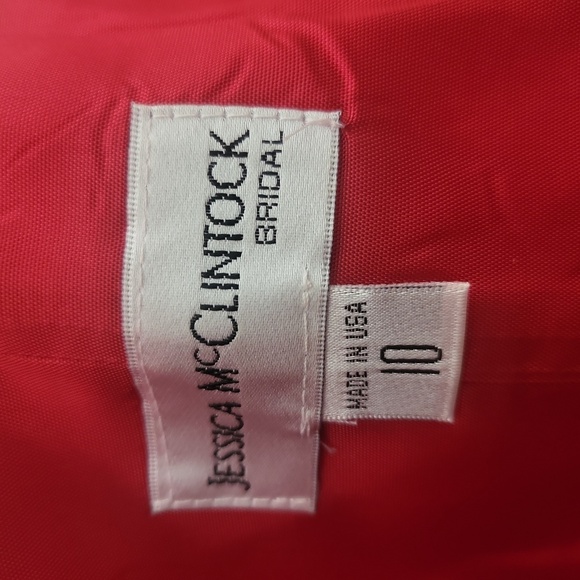 JESSICA MCCLINTOCK
BRIDAL
MADE IN USA
10